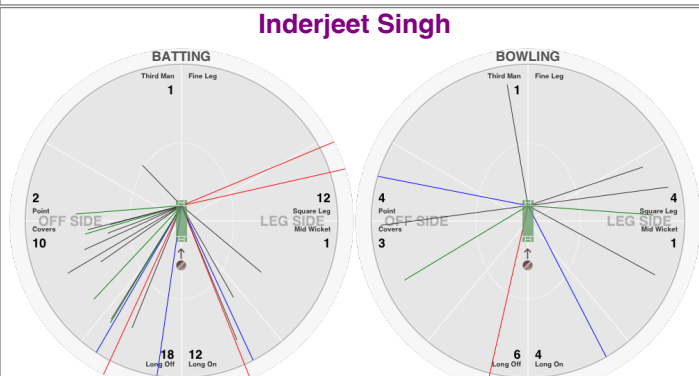 Inderjeet Singh
BATTING
Third Man
Fine Leg
1
2
Point
OFF SIDE
Covers
10
12
Square Leg
LEG SIDE
Mid Wicket
1
18
Long Off
12
Long On
BOWLING
Third Man
Fine Leg
1
4
Point
OFF SIDE
Covers
3
4
Square Leg
LEG SIDE
Mid Wicket
1
6
Long Off
4
Long On